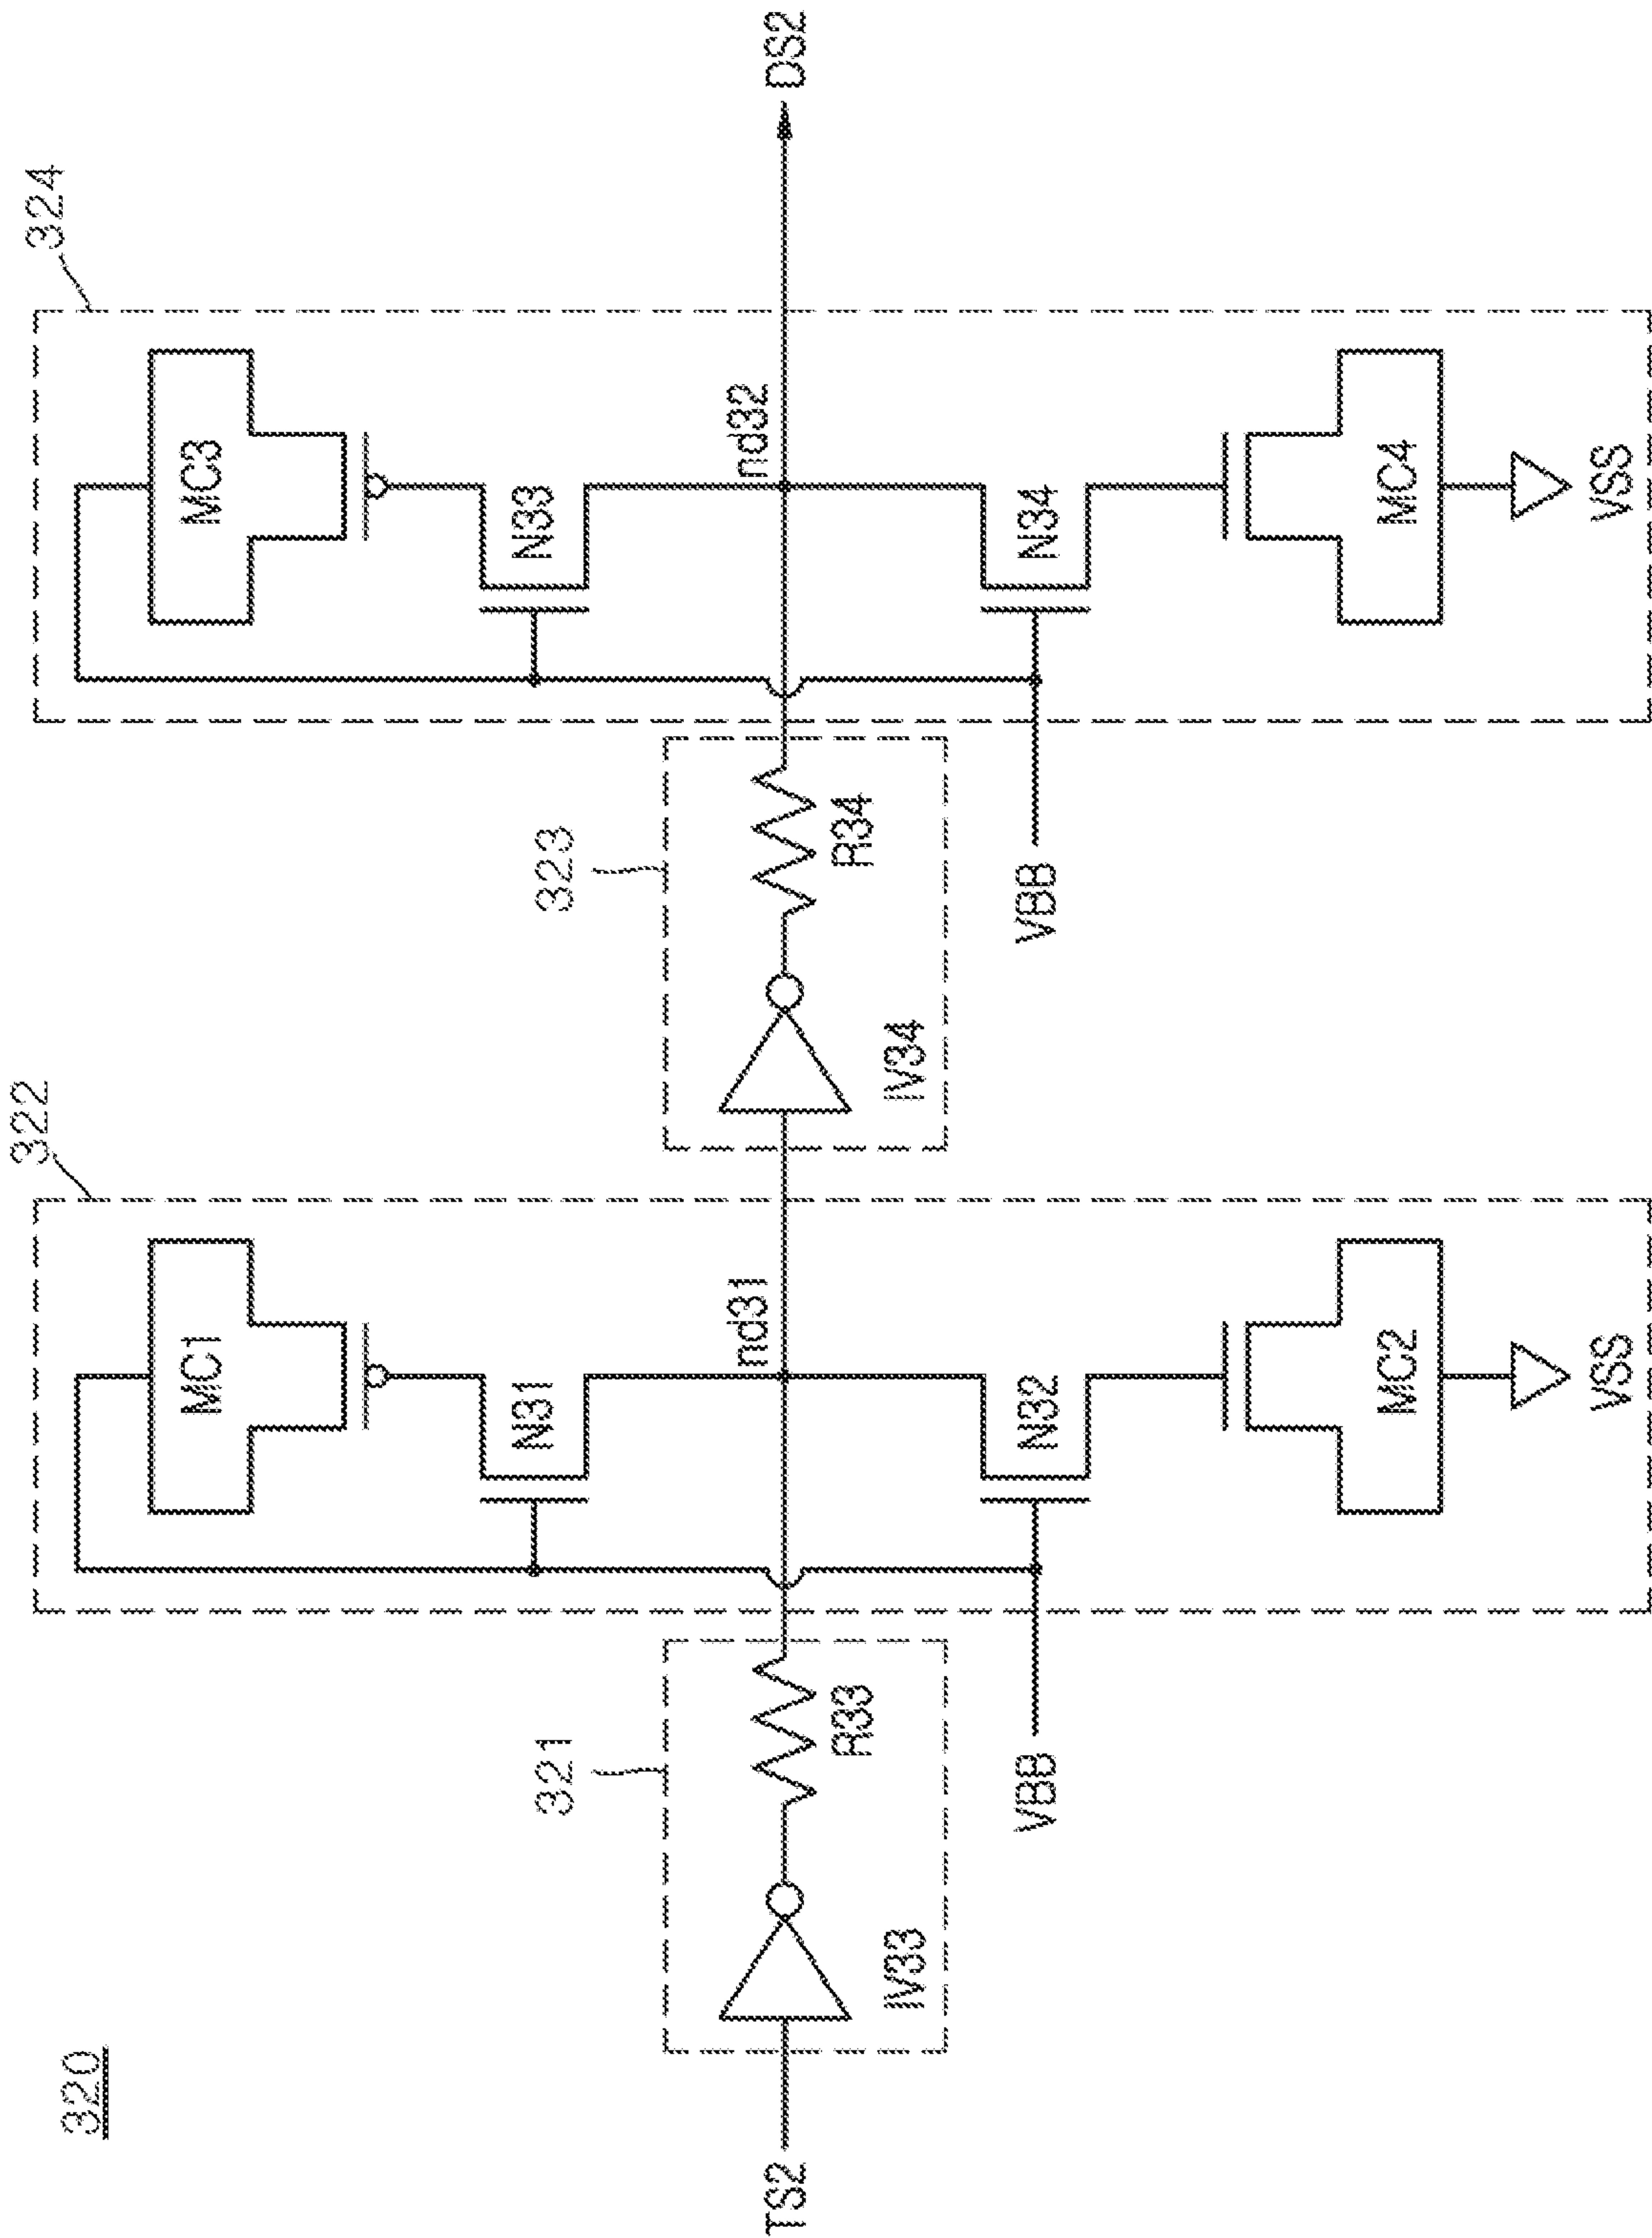 320
322
324
MC1
MC3
N31
N33
321
nd31
323
nd32
TS2
DS2
R33
R34
IV33
IV34
N32
N34
VBB
VBB
MC2
MC4
VSS
VSS